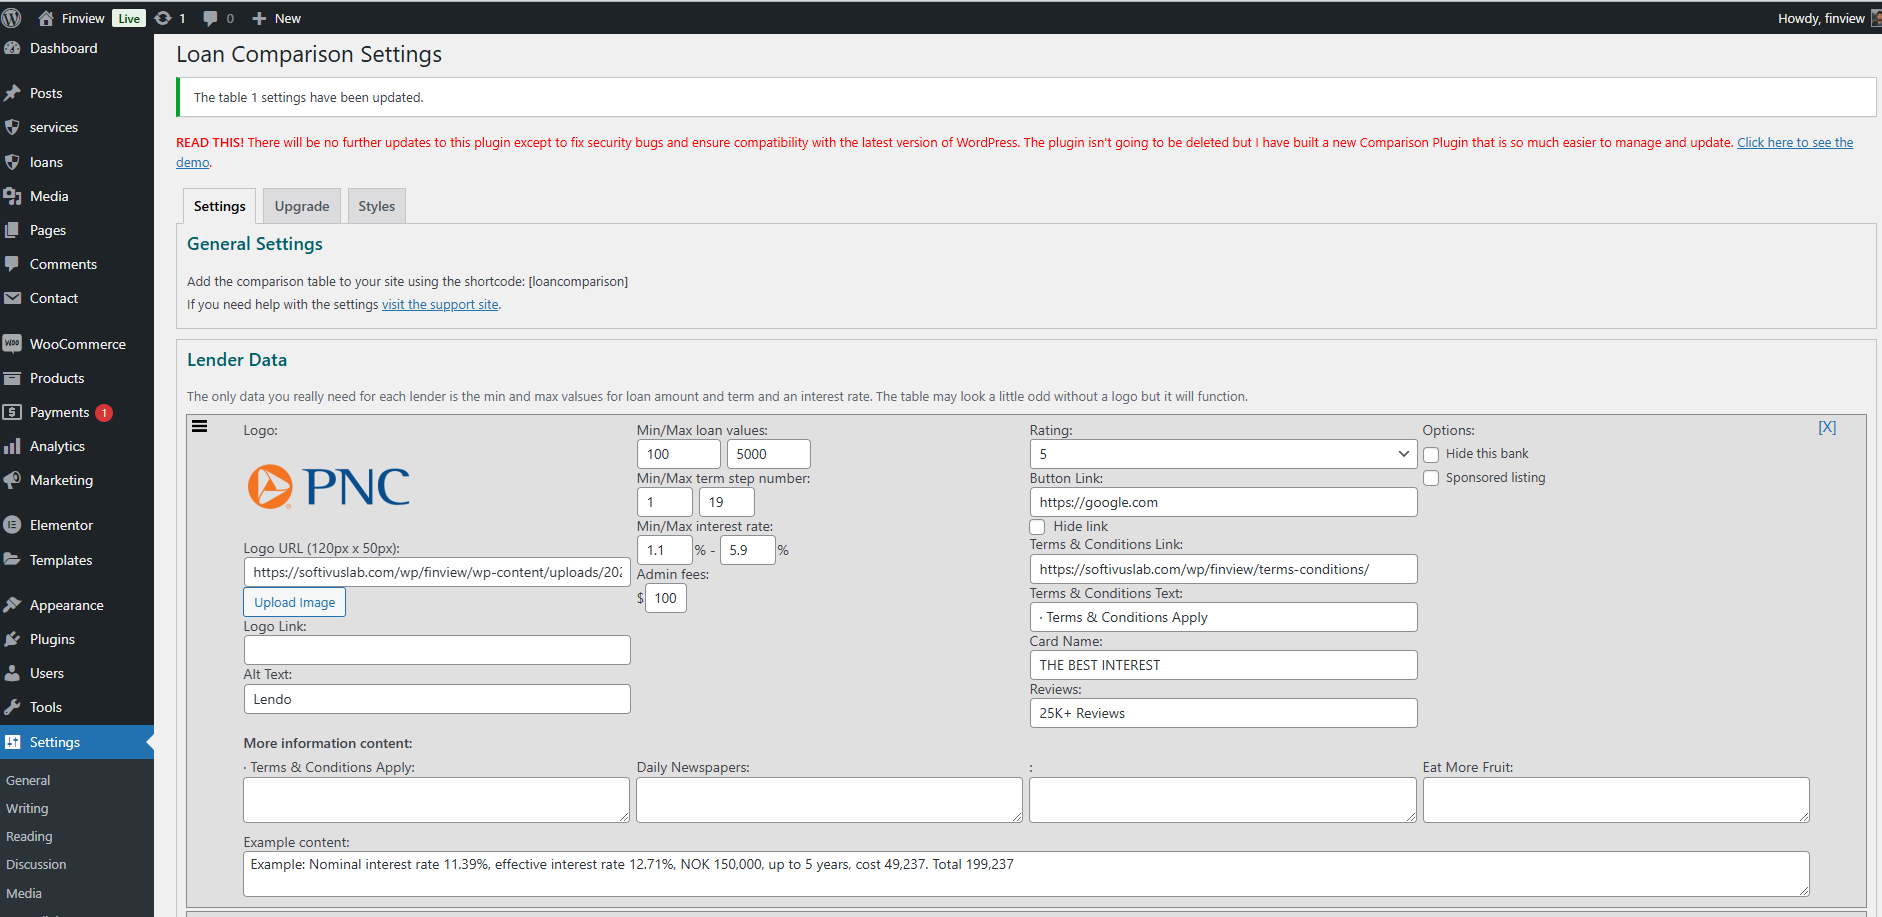 Finview Live 1 0 New Howdy, finview
Dashboard
Posts
services
loans
Media
Pages
Comments
Contact
WooCommerce
Products
Payments 1
Analytics
Marketing
Elementor
Templates
Appearance
Plugins
Users
Tools
Settings
General
Writing
Reading
Discussion
Media
Loan Comparison Settings
The table 1 settings have been updated.
READ THIS! There will be no further updates to this plugin except to fix security bugs and ensure compatibility with the latest version of WordPress. The plugin isn't going to be deleted but I have built a new Comparison Plugin that is so much easier to manage and update. Click here to see the
demo.
Settings Upgrade Styles
General Settings
Add the comparison table to your site using the shortcode: [loancomparison]
If you need help with the settings visit the support site.
Lender Data
The only data you really need for each lender is the min and max valsues for loan amount and term and an interest rate. The table may look a little odd without a logo but it will function.
Logo:
PNC
Logo URL (120px x 50px):
https://softivuslab.com/wp/finview/wp-content/uploads/202
Upload Image
Logo Link:
Alt Text:
Lendo
Min/Max loan values:
100 5000
Min/Max term step number:
1 19
Min/Max interest rate:
1.1 % - 5.9 %
Admin fees:
$ 100
Rating:
5
Button Link:
https://google.com
Hide link
Terms & Conditions Link:
https://softivuslab.com/wp/finview/terms-conditions/
Terms & Conditions Text:
· Terms & Conditions Apply
Card Name:
THE BEST INTEREST
Reviews:
25K+ Reviews
Options:
Hide this bank
Sponsored listing
[X]
More information content:
· Terms & Conditions Apply: Daily Newspapers: : Eat More Fruit:
Example content:
Example: Nominal interest rate 11.39%, effective interest rate 12.71%, NOK 150,000, up to 5 years, cost 49,237. Total 199,237